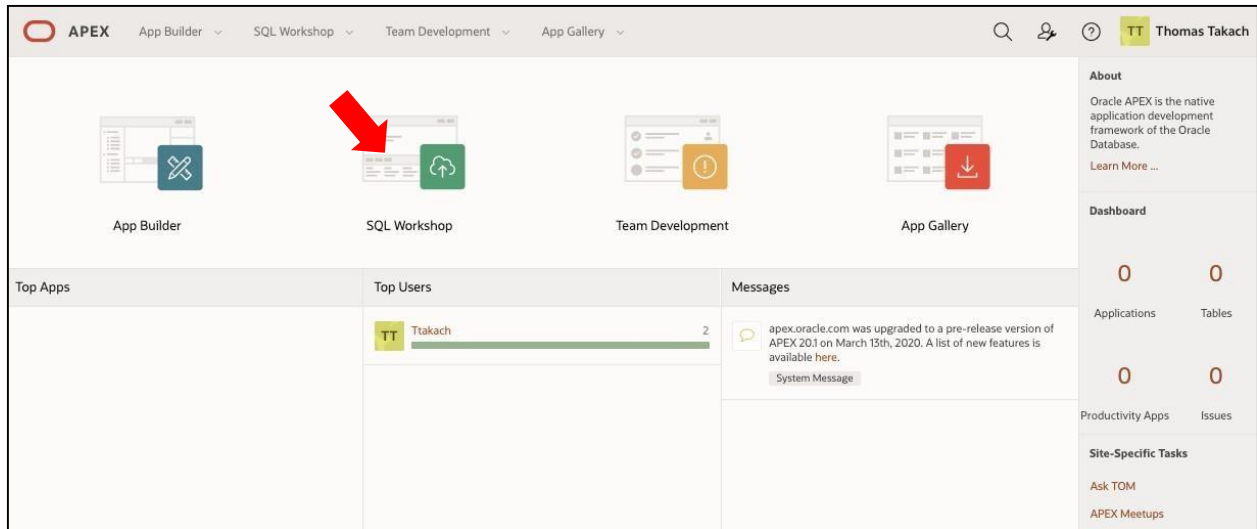 APEX
App Builder
SQL Workshop
Team Development
App Gallery
TT
Thomas Takach
App Builder
SQL Workshop
Team Development
App Gallery
Top Apps
Top Users
TT
Ttakach
2
Messages
apex.oracle.com was upgraded to a pre-release version of
APEX 20.1 on March 13th, 2020. A list of new features is
available here.
System Message
About
Oracle APEX is the native
application development
framework of the Oracle
Database.
Learn More ...
Dashboard
0
0
Applications
Tables
0
0
Productivity Apps
Issues
Site-Specific Tasks
Ask TOM
APEX Meetups